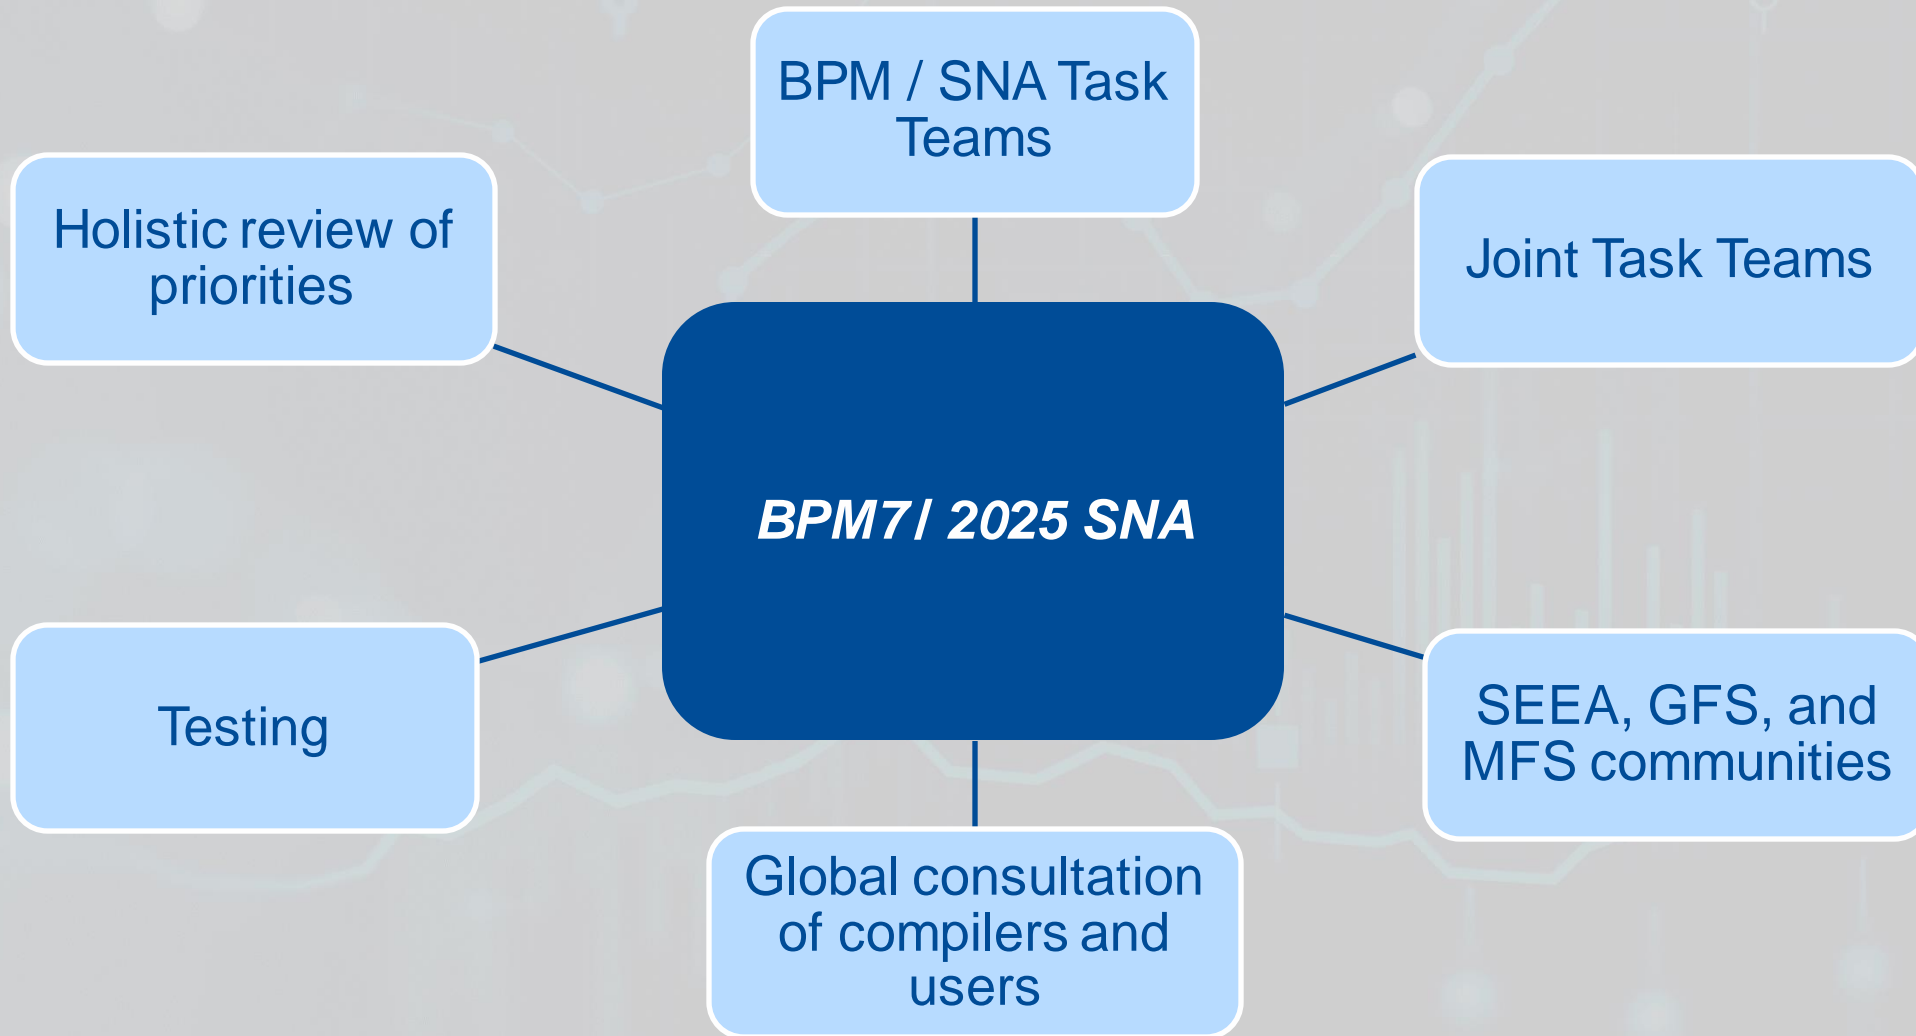 BPM / SNA Task
Teams
Holistic review of
priorities
Joint Task Teams
BPM7/ 2025 SNA
Testing
SEEA, GFS, and
MFS communities
Global consultation
of compilers and
users